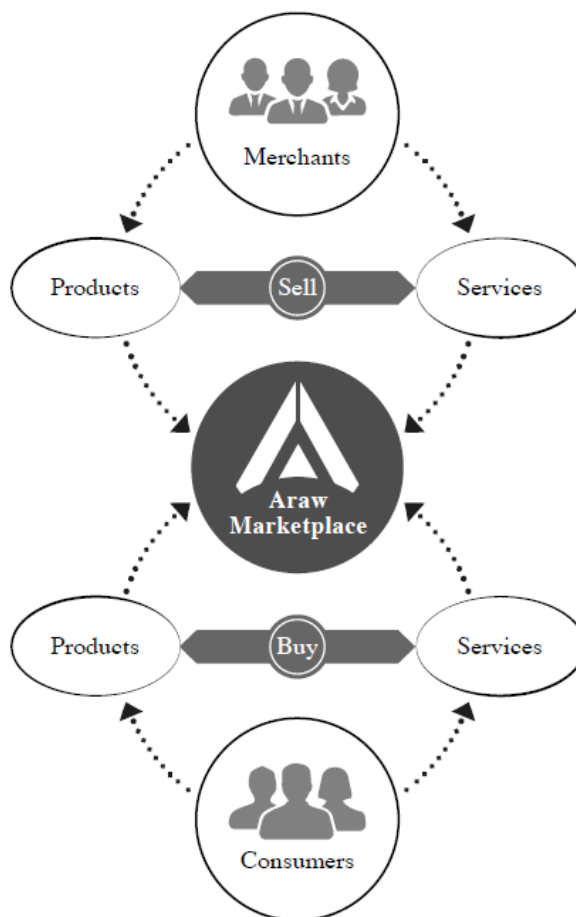 Merchants
Products
Sell
Services
Araw
Marketplace
Products
Buy
Services
Consumers